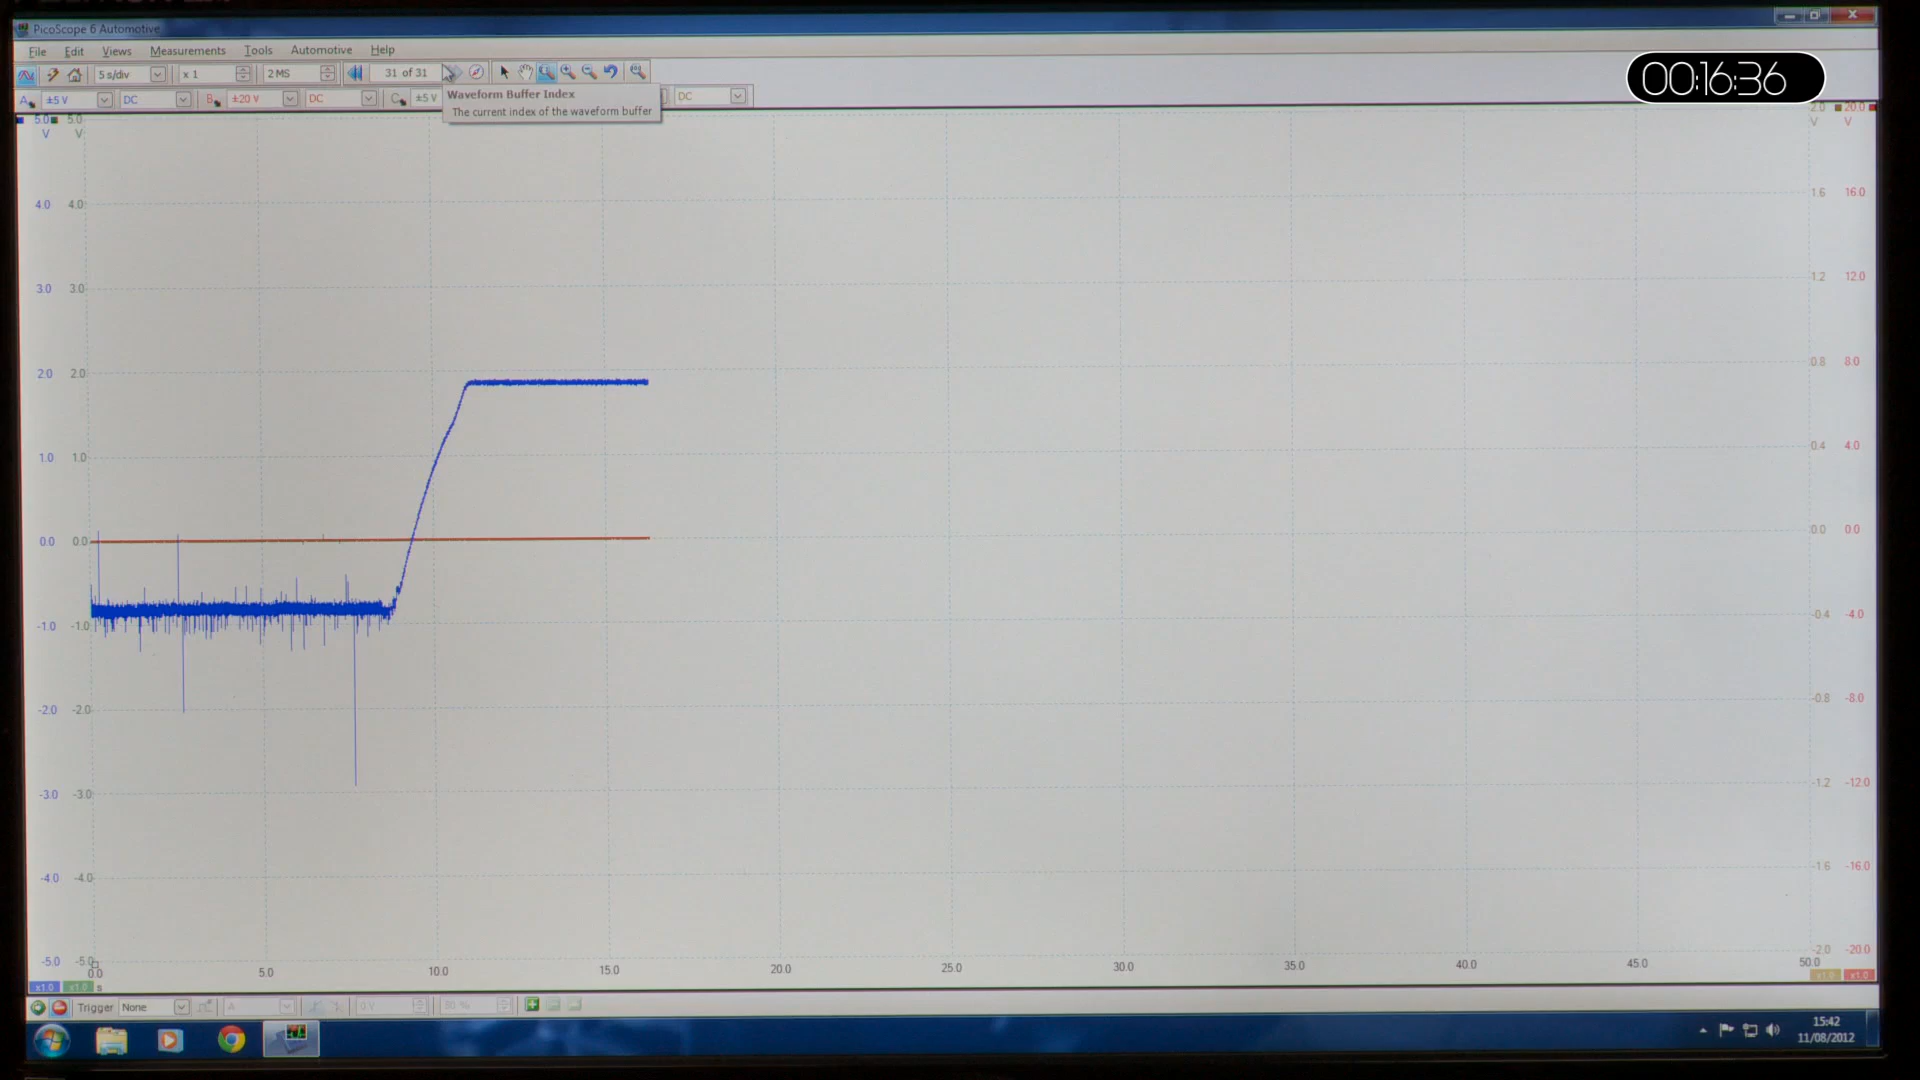 PicoScope 6 Automotive
File Edit Views Measurements Tools Automotive Help
5 s/div x 1 2 MS 31 of 31
A ±5 V DC B ±20 V DC C ±5 V DC
Waveform Buffer Index
The current index of the waveform buffer
00:16:36
5.0 5.0 2.0 20.0
V V V V
4.0 4.0 1.6 16.0
3.0 3.0 1.2 12.0
2.0 2.0 0.8 8.0
1.0 1.0 0.4 4.0
0.0 0.0 0.0 0.0
-1.0 -1.0 -0.4 -4.0
-2.0 -2.0 -0.8 -8.0
-3.0 -3.0 -1.2 -12.0
-4.0 -4.0 -1.6 -16.0
-5.0 -5.0 -2.0 -20.0
0.0 5.0 10.0 15.0 20.0 25.0 30.0 35.0 40.0 45.0 50.0
x1.0 x1.0 s x1.0 x1.0
Trigger None A 0 V
15:42
11/08/2012